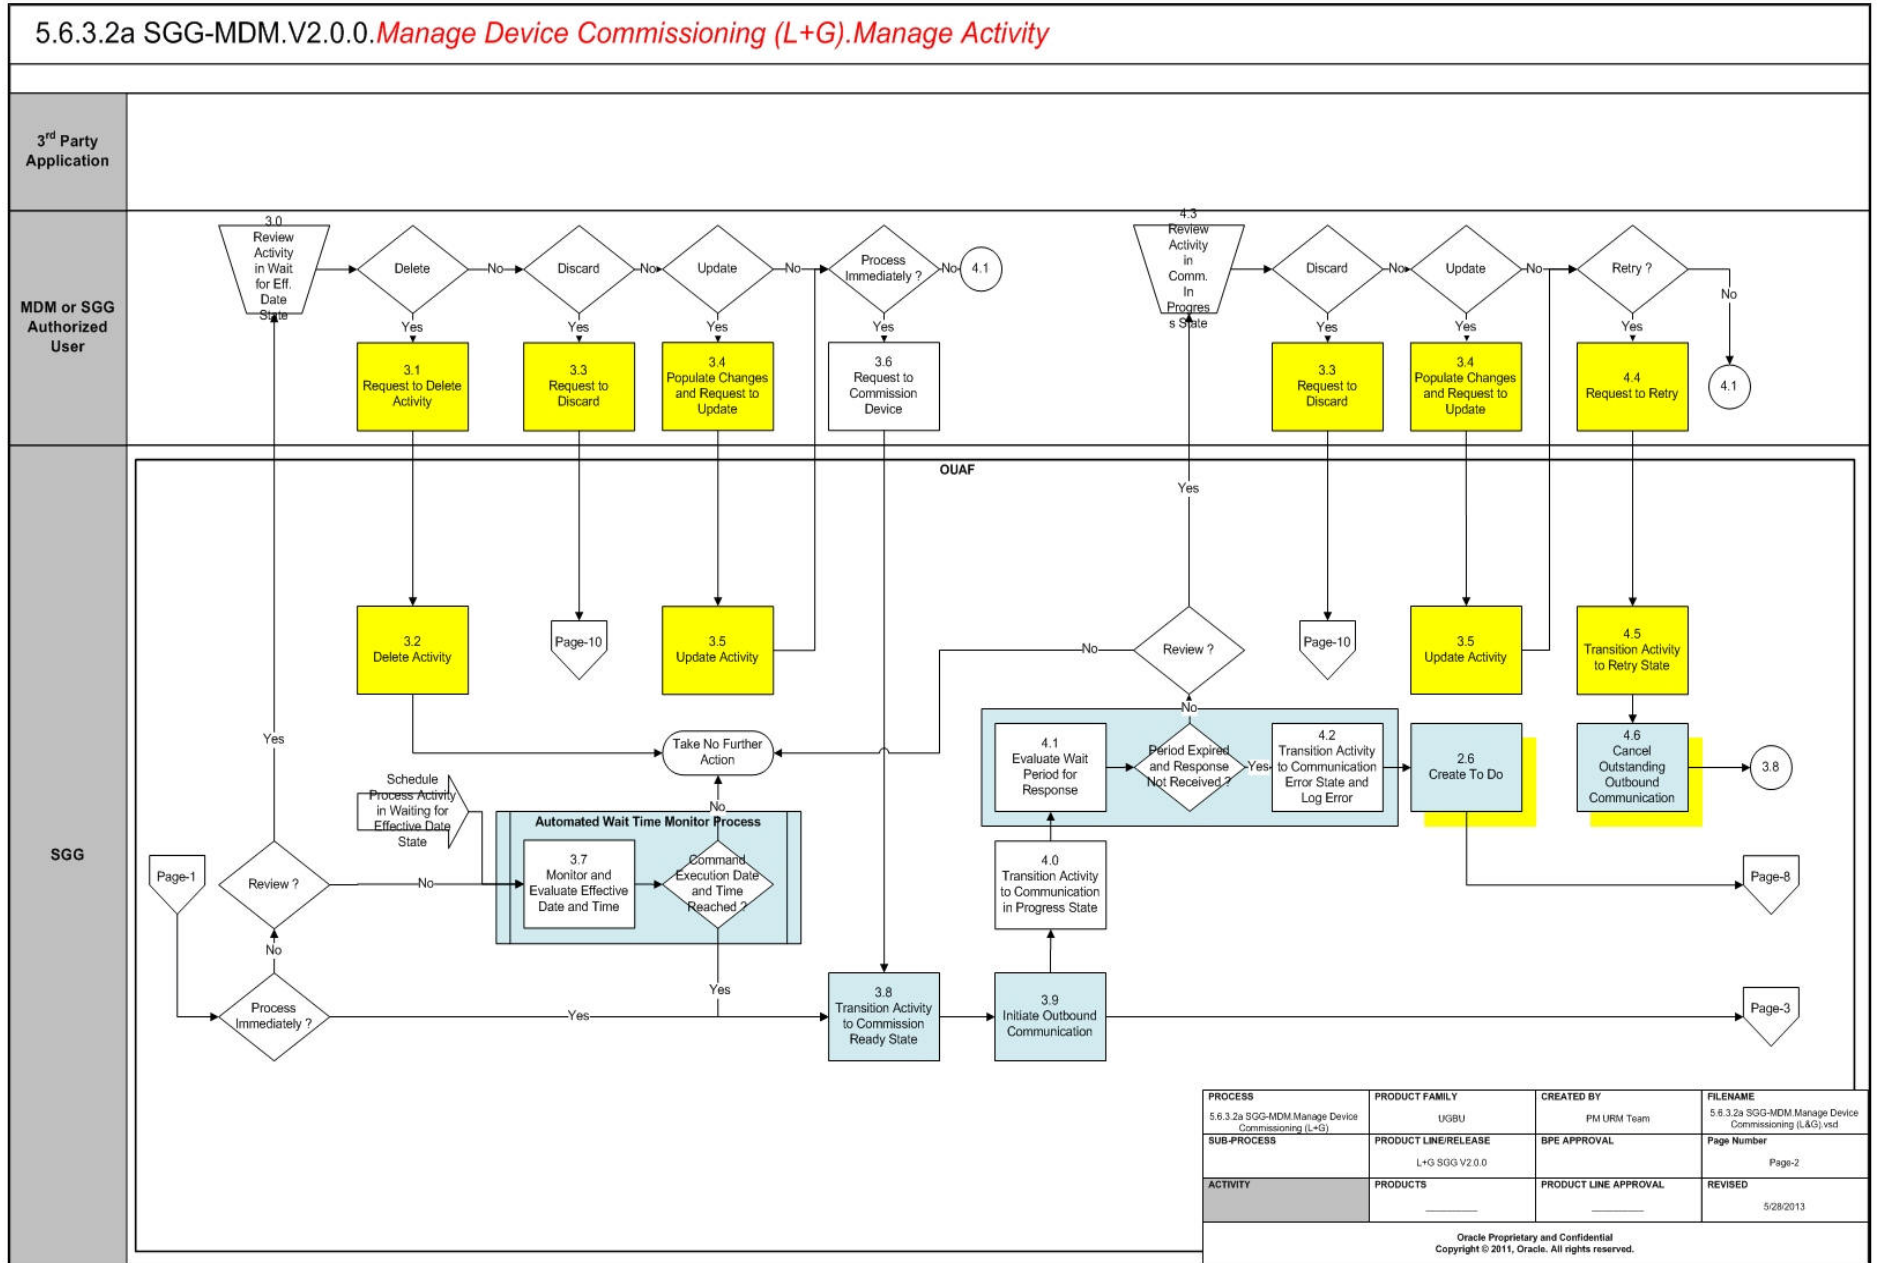 5.6.3.2a SGG-MDM.V2.0.0.Manage Device Commissioning (L+G).Manage Activity
3rd Party
Application
MDM or SGG
Authorized
User
3.0
Review
Activity
in Wait
for Eff.
Date
State
Delete
No
Discard
No
Update
No
Process
Immediately ?
No
4.1
Yes
Yes
Yes
Yes
3.1
Request to Delete
Activity
3.3
Request to
Discard
3.4
Populate Changes
and Request to
Update
3.6
Request to
Commission
Device
4.3
Review
Activity
in
Comm.
In
Progres
s State
Discard
No
Update
No
Retry ?
No
Yes
Yes
Yes
3.3
Request to
Discard
3.4
Populate Changes
and Request to
Update
4.4
Request to Retry
4.1
SGG
OUAF
Yes
3.2
Delete Activity
Page-10
3.5
Update Activity
No
Review ?
Page-10
3.5
Update Activity
4.5
Transition Activity
to Retry State
Yes
Take No Further
Action
No
4.1
Evaluate Wait
Period for
Response
Period Expired
and Response
Not Received ?
Yes
4.2
Transition Activity
to Communication
Error State and
Log Error
2.6
Create To Do
4.6
Cancel
Outstanding
Outbound
Communication
3.8
Schedule
Process Activity
in Waiting for
Effective Date
State
No
Automated Wait Time Monitor Process
3.7
Monitor and
Evaluate Effective
Date and Time
Command
Execution Date
and Time
Reached ?
Page-1
Review ?
No
4.0
Transition Activity
to Communication
in Progress State
Page-8
No
Yes
Process
Immediately ?
Yes
3.8
Transition Activity
to Commission
Ready State
3.9
Initiate Outbound
Communication
Page-3
PROCESS
5.6.3.2a SGG-MDM.Manage Device
Commissioning (L+G)
PRODUCT FAMILY
UGBU
CREATED BY
PM URM Team
FILENAME
5.6.3.2a SGG-MDM.Manage Device
Commissioning (L&G).vsd
SUB-PROCESS
PRODUCT LINE/RELEASE
L+G SGG V2.0.0
BPE APPROVAL
Page Number
Page-2
ACTIVITY
PRODUCTS
PRODUCT LINE APPROVAL
REVISED
5/28/2013
Oracle Proprietary and Confidential
Copyright © 2011, Oracle. All rights reserved.